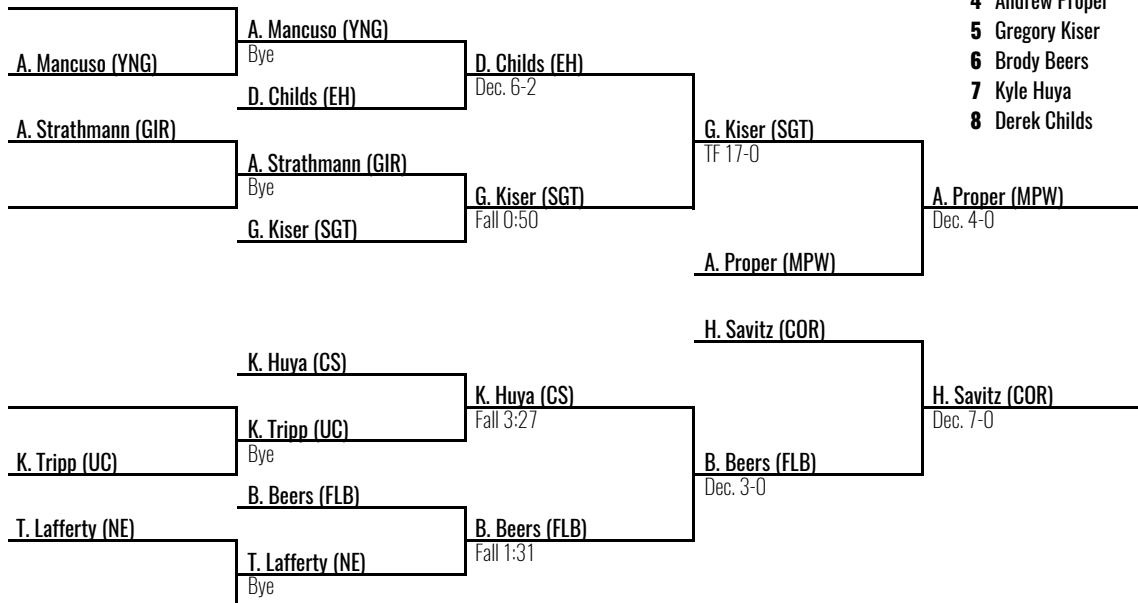 4 Andrew Proper
5 Gregory Kiser
6 Brody Beers
7 Kyle Huya
8 Derek Childs
A. Mancuso (YNG)
A. Mancuso (YNG)
Bye
D. Childs (EH)
D. Childs (EH)
Dec. 6-2
A. Strathmann (GIR)
A. Strathmann (GIR)
Bye
G. Kiser (SGT)
G. Kiser (SGT)
Fall 0:50
G. Kiser (SGT)
TF 17-0
A. Proper (MPW)
A. Proper (MPW)
Dec. 4-0
H. Savitz (COR)
H. Savitz (COR)
Dec. 7-0
K. Huya (CS)
K. Huya (CS)
Fall 3:27
K. Tripp (UC)
K. Tripp (UC)
Bye
B. Beers (FLB)
Dec. 3-0
B. Beers (FLB)
B. Beers (FLB)
Fall 1:31
T. Lafferty (NE)
T. Lafferty (NE)
Bye